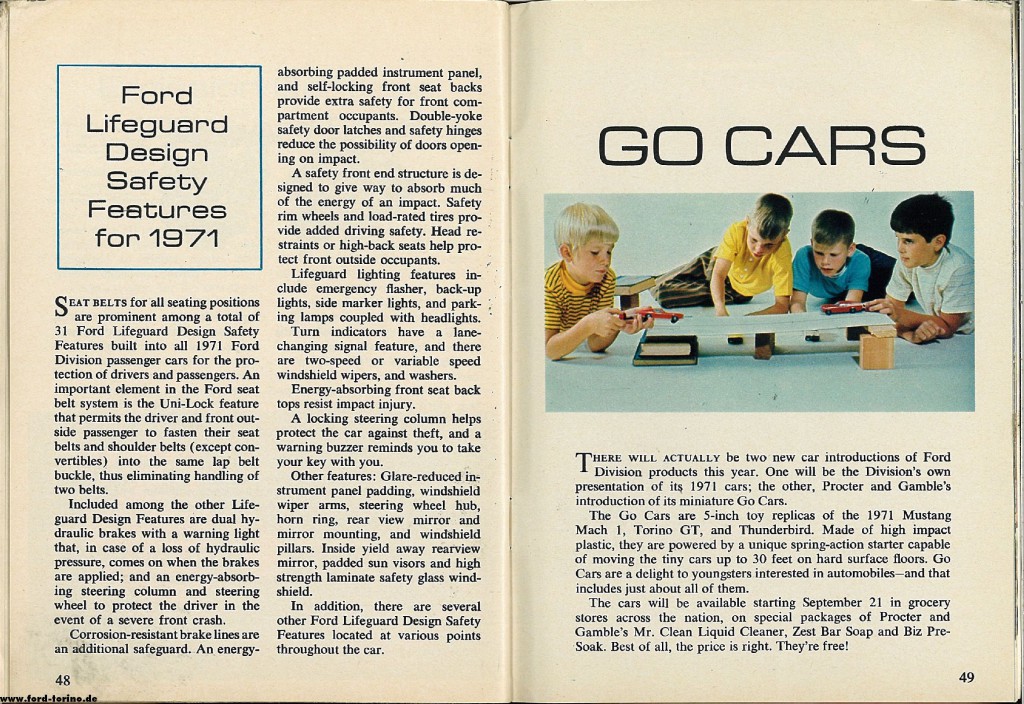 Ford
Lifeguard
Design
Safety
Features
for 1971
SEAT BELTS for all seating positions
are prominent among a total of
31 Ford Lifeguard Design Safety
Features built into all 1971 Ford
Division passenger cars for the pro-
tection of drivers and passengers. An
important element in the Ford seat
belt system is the Uni-Lock feature
that permits the driver and front out-
side passenger to fasten their seat
belts and shoulder belts (except con-
vertibles) into the same lap belt
buckle, thus eliminating handling of
two belts.
Included among the other Life-
guard Design Features are dual hy-
draulic brakes with a warning light
that, in case of a loss of hydraulic
pressure, comes on when the brakes
are applied; and an energy-absorb-
ing steering column and steering
wheel to protect the driver in the
event of a severe front crash.
Corrosion-resistant brake lines are
an additional safeguard. An energy-
absorbing padded instrument panel,
and self-locking front seat backs
provide extra safety for front com-
partment occupants. Double-yoke
safety door latches and safety hinges
reduce the possibility of doors open-
ing on impact.
A safety front end structure is de-
signed to give way to absorb much
of the energy of an impact. Safety
rim wheels and load-rated tires pro-
vide added driving safety. Head re-
straints or high-back seats help pro-
tect front outside occupants.
Lifeguard lighting features in-
clude emergency flasher, back-up
lights, side marker lights, and park-
ing lamps coupled with headlights.
Turn indicators have a lane-
changing signal feature, and there
are two-speed or variable speed
windshield wipers, and washers.
Energy-absorbing front seat back
tops resist impact injury.
A locking steering column helps
protect the car against theft, and a
warning buzzer reminds you to take
your key with you.
Other features: Glare-reduced in-
strument panel padding, windshield
wiper arms, steering wheel hub,
horn ring, rear view mirror and
mirror mounting, and windshield
pillars. Inside yield away rearview
mirror, padded sun visors and high
strength laminate safety glass wind-
shield.
In addition, there are several
other Ford Lifeguard Design Safety
Features located at various points
throughout the car.
48
www.ford-torino.de
GO CARS
THERE WILL ACTUALLY be two new car introductions of Ford
Division products this year. One will be the Division's own
presentation of its 1971 cars; the other, Procter and Gamble's
introduction of its miniature Go Cars.
The Go Cars are 5-inch toy replicas of the 1971 Mustang
Mach 1, Torino GT, and Thunderbird. Made of high impact
plastic, they are powered by a unique spring-action starter capable
of moving the tiny cars up to 30 feet on hard surface floors. Go
Cars are a delight to youngsters interested in automobiles—and that
includes just about all of them.
The cars will be available starting September 21 in grocery
stores across the nation, on special packages of Procter and
Gamble's Mr. Clean Liquid Cleaner, Zest Bar Soap and Biz Pre-
Soak. Best of all, the price is right. They're free!
49